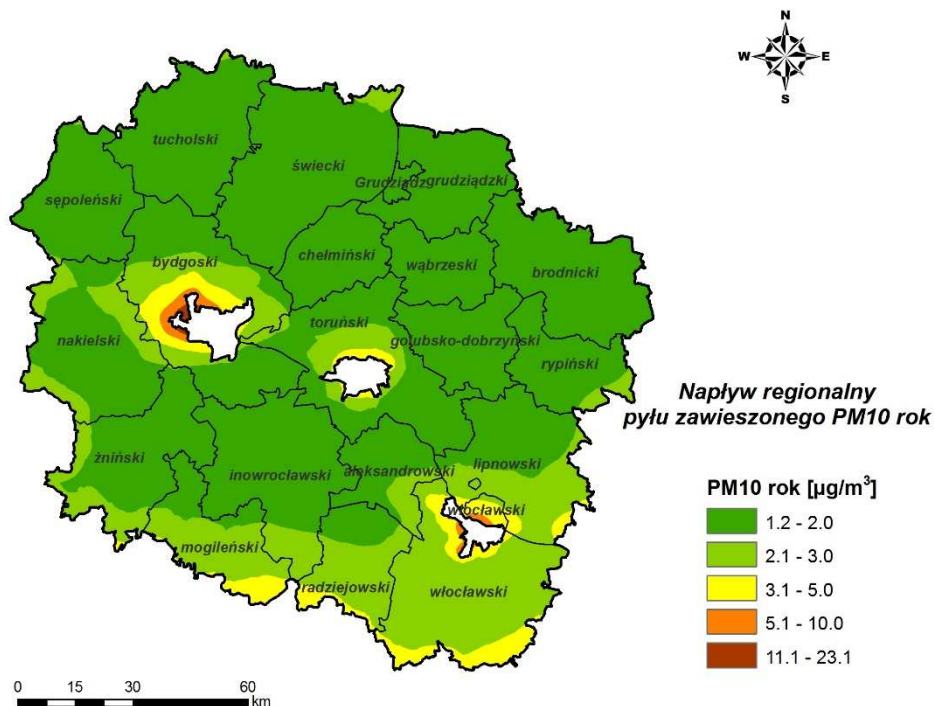 N
W E
S
tucholski
świecki
Grudziądz grudziądzki
sępoleński
chełmiński
wąbrzeski
brodnicki
bydgoski
toruński
golubsko-dobrzyński
nakielski
rypiński
Napływ regionalny
pyłu zawieszonego PM10 rok
żniński
inowrocławski
aleksandrowski
lipnowski
włocławski
mogileński
radziejowski
włocławski
PM10 rok [µg/m³]
1.2 - 2.0
2.1 - 3.0
3.1 - 5.0
5.1 - 10.0
11.1 - 23.1
0 15 30 60
km